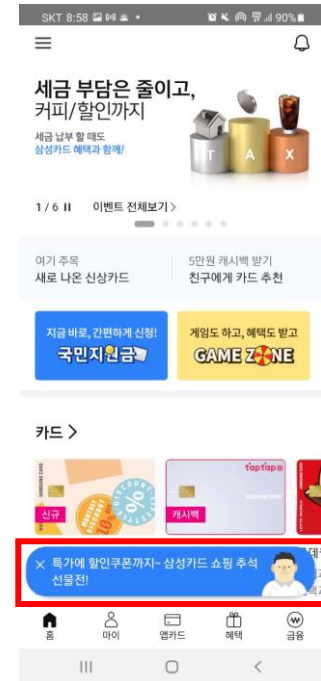 SKT 8:58
90%
세금 부담은 줄이고,
커피/할인까지
세금 납부 할 때도
삼성카드 혜택과 함께!
T A X
1 / 6 이벤트 전체보기 >
여기 주목
새로 나온 신상카드
5만원 캐시백 받기
친구에게 카드 추천
지금 바로, 간편하게 신청!
국민지원금
게임도 하고, 혜택도 받고
GAME ZONE
카드 >
SAMSUNG CARD
MONTHLY
DISCOUNT
10%
신규
SAMSUNG CARD
taptap
캐시백
× 특가에 할인쿠폰까지~ 삼성카드 쇼핑 추석
선물전!
홈
마이
앱카드
혜택
금융